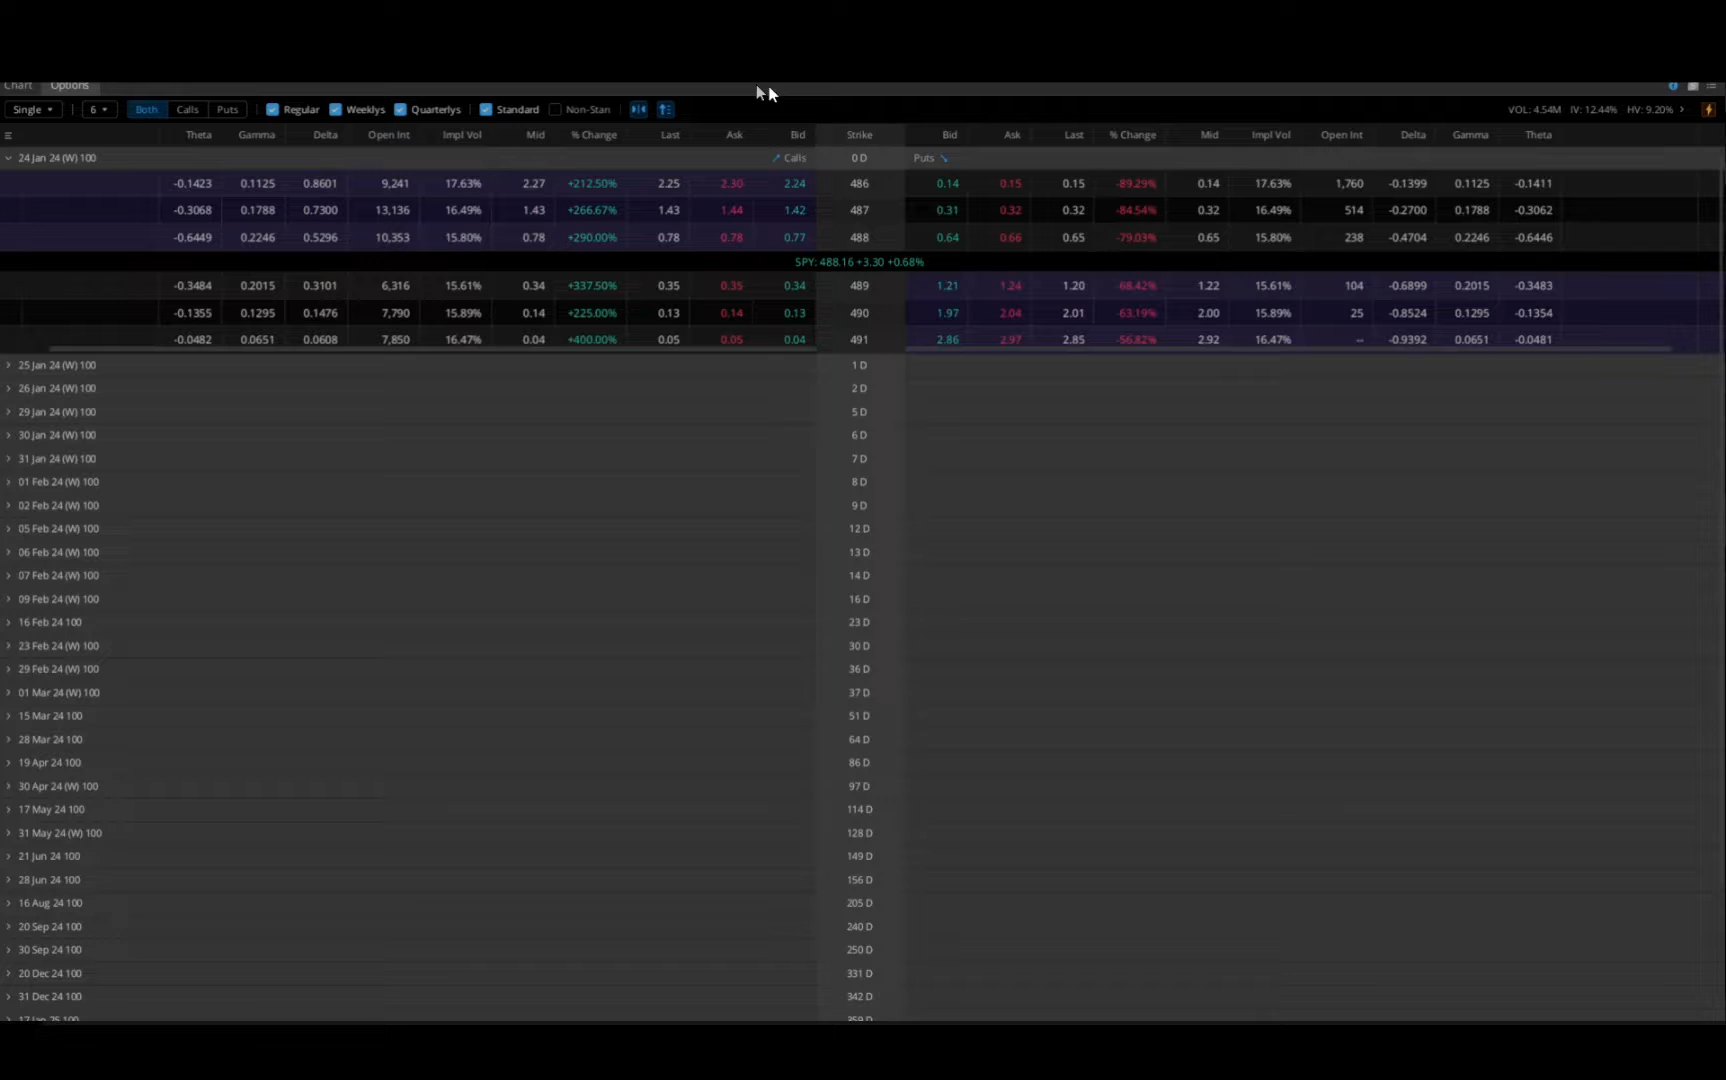 Chart Options
Single 6 Both Calls Puts Regular Weeklys Quarterlys Standard Non-Stan VOL: 4.54M IV: 12.44% HV: 9.20%
Theta Gamma Delta Open Int Impl Vol Mid % Change Last Ask Bid Strike Bid Ask Last % Change Mid Impl Vol Open Int Delta Gamma Theta
24 Jan 24 (W) 100 Calls 0 D Puts
-0.1423 0.1125 0.8601 9,241 17.63% 2.27 +212.50% 2.25 2.30 2.24 486 0.14 0.15 0.15 -89.29% 0.14 17.63% 1,760 -0.1399 0.1125 -0.1411
-0.3068 0.1788 0.7300 13,136 16.49% 1.43 +266.67% 1.43 1.44 1.42 487 0.31 0.32 0.32 -84.54% 0.32 16.49% 514 -0.2700 0.1788 -0.3062
-0.6449 0.2246 0.5296 10,353 15.80% 0.78 +290.00% 0.78 0.78 0.77 488 0.64 0.66 0.65 -79.03% 0.65 15.80% 238 -0.4704 0.2246 -0.6446
SPY: 488.16 +3.30 +0.68%
-0.3484 0.2015 0.3101 6,316 15.61% 0.34 +337.50% 0.35 0.35 0.34 489 1.21 1.24 1.20 -68.42% 1.22 15.61% 104 -0.6899 0.2015 -0.3483
-0.1355 0.1295 0.1476 7,790 15.89% 0.14 +225.00% 0.13 0.14 0.13 490 1.97 2.04 2.01 -63.19% 2.00 15.89% 25 -0.8524 0.1295 -0.1354
-0.0482 0.0651 0.0608 7,850 16.47% 0.04 +400.00% 0.05 0.05 0.04 491 2.86 2.97 2.85 -56.82% 2.92 16.47% -- -0.9392 0.0651 -0.0481
25 Jan 24 (W) 100 1 D
26 Jan 24 (W) 100 2 D
29 Jan 24 (W) 100 5 D
30 Jan 24 (W) 100 6 D
31 Jan 24 (W) 100 7 D
01 Feb 24 (W) 100 8 D
02 Feb 24 (W) 100 9 D
05 Feb 24 (W) 100 12 D
06 Feb 24 (W) 100 13 D
07 Feb 24 (W) 100 14 D
09 Feb 24 (W) 100 16 D
16 Feb 24 100 23 D
23 Feb 24 (W) 100 30 D
29 Feb 24 (W) 100 36 D
01 Mar 24 (W) 100 37 D
15 Mar 24 100 51 D
28 Mar 24 100 64 D
19 Apr 24 100 86 D
30 Apr 24 (W) 100 97 D
17 May 24 100 114 D
31 May 24 (W) 100 128 D
21 Jun 24 100 149 D
28 Jun 24 100 156 D
16 Aug 24 100 205 D
20 Sep 24 100 240 D
30 Sep 24 100 250 D
20 Dec 24 100 331 D
31 Dec 24 100 342 D
17 Jan 25 100 359 D